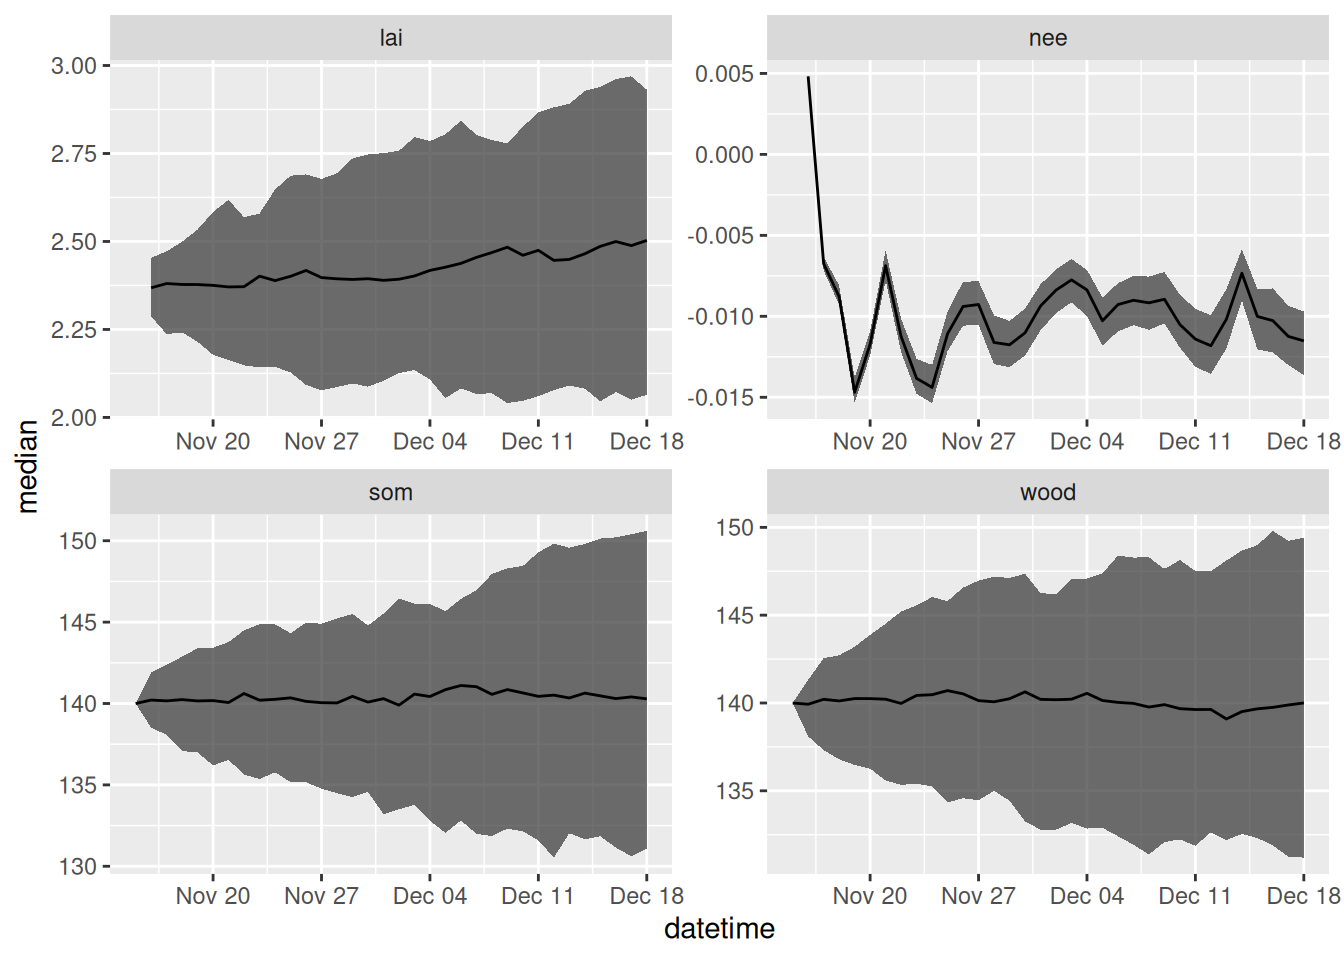 lai
nee
3.00
2.75
2.50
2.25
2.00
0.005
0.000
-0.005
-0.010
-0.015
Nov 20 Nov 27 Dec 04 Dec 11 Dec 18
Nov 20 Nov 27 Dec 04 Dec 11 Dec 18
median
som
wood
150
145
140
135
130
150
145
140
135
Nov 20 Nov 27 Dec 04 Dec 11 Dec 18
Nov 20 Nov 27 Dec 04 Dec 11 Dec 18
datetime